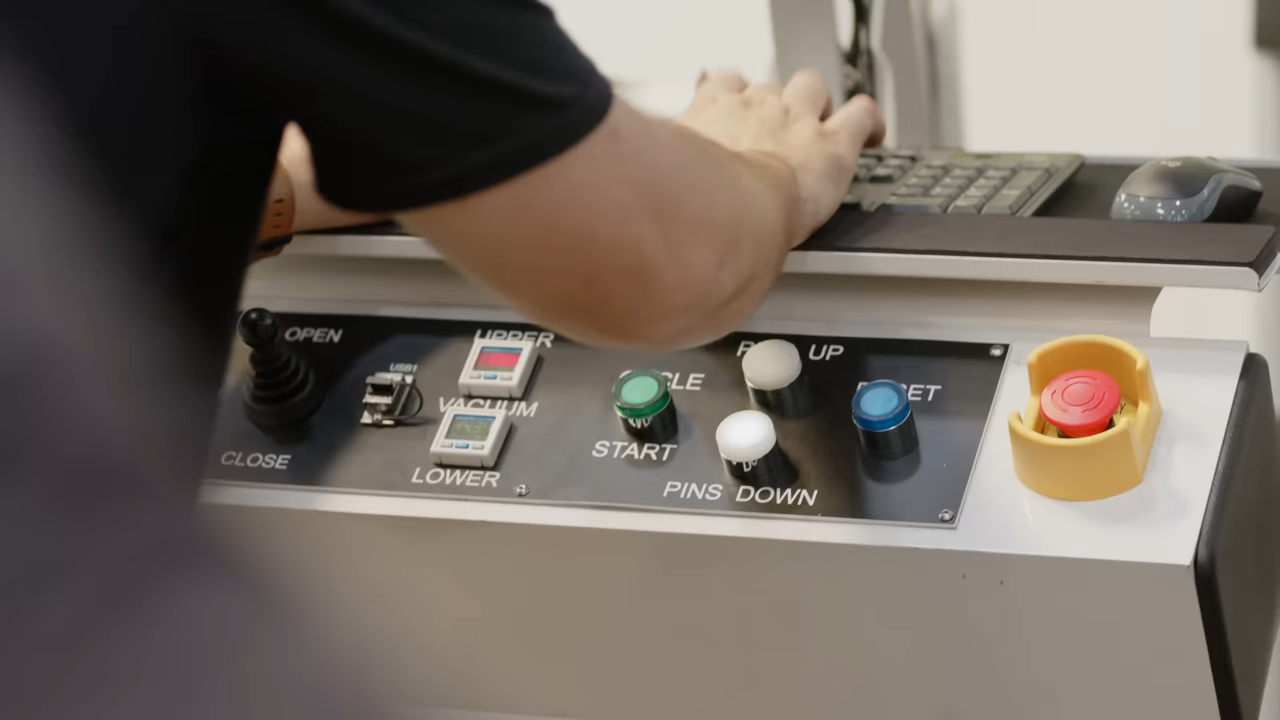 OPEN
CLOSE
USB1
UPPER
VACUUM
LOWER
START
UP
PINS DOWN